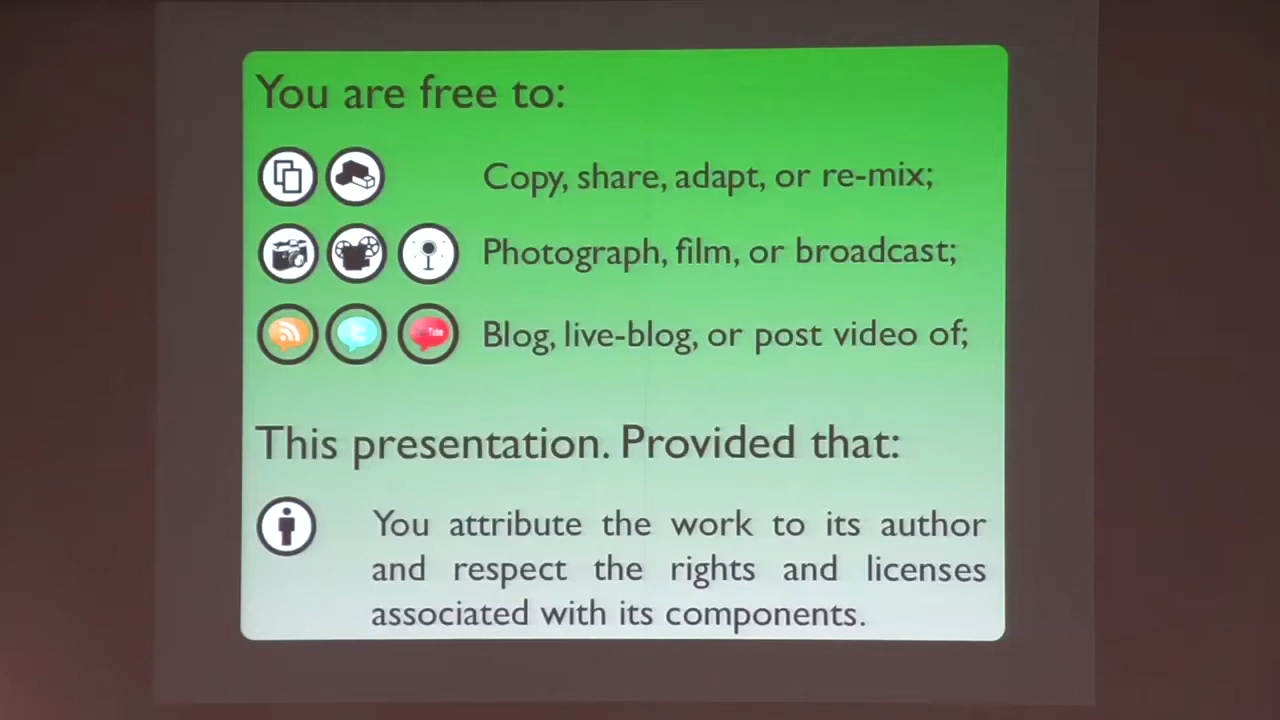 You are free to:
Copy, share, adapt, or re-mix;
Photograph, film, or broadcast;
Blog, live-blog, or post video of;
This presentation. Provided that:
You attribute the work to its author
and respect the rights and licenses
associated with its components.